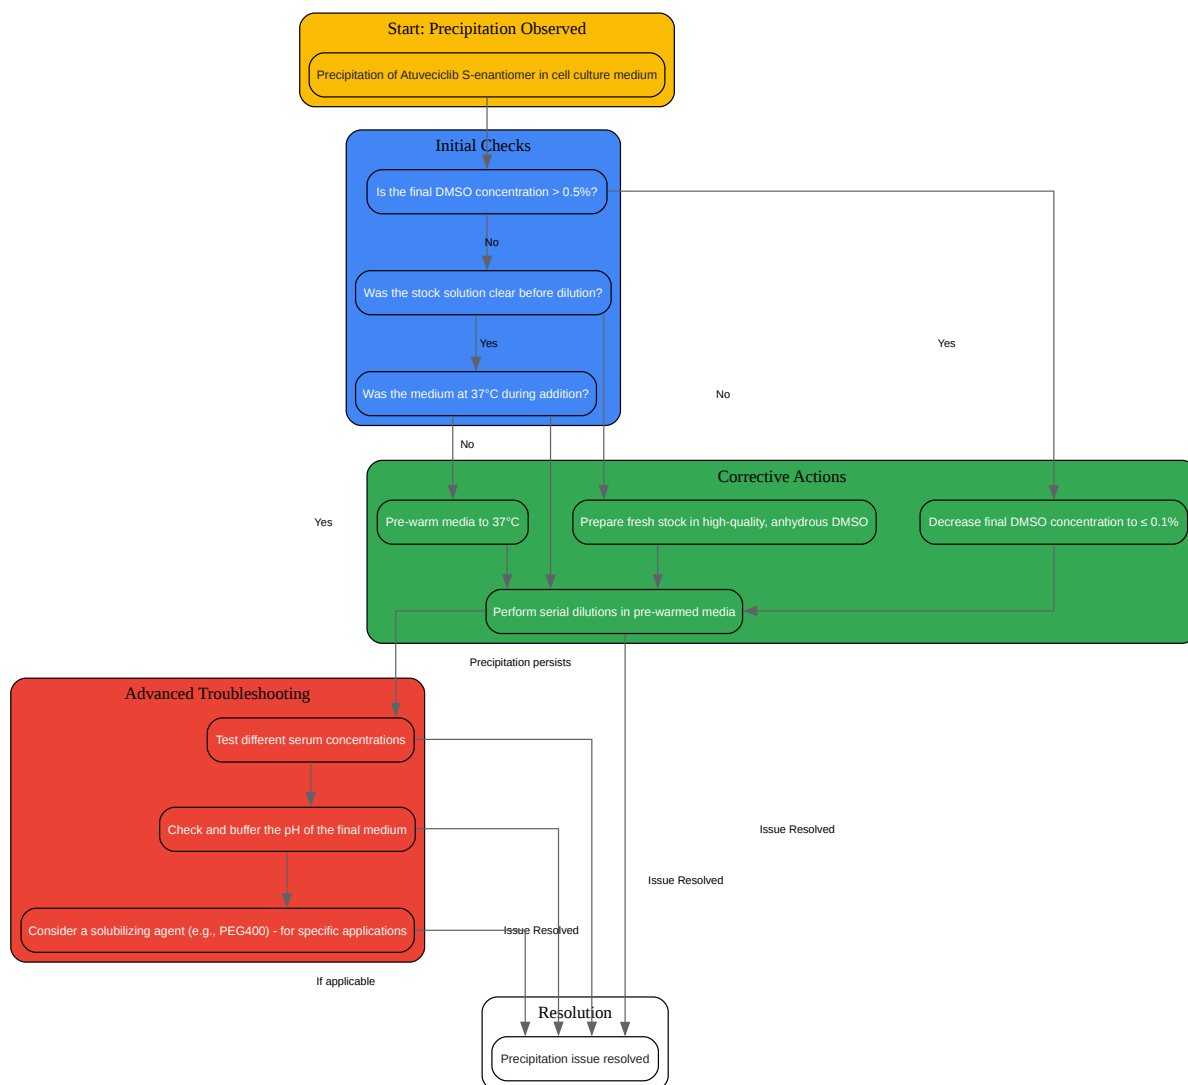 Start: Precipitation Observed
Precipitation of Atuveciclib S-enantiomer in cell culture medium
Initial Checks
Is the final DMSO concentration > 0.5%?
No
Was the stock solution clear before dilution?
Yes
Yes
Was the medium at 37°C during addition?
No
No
Corrective Actions
Pre-warm media to 37°C
Prepare fresh stock in high-quality, anhydrous DMSO
Decrease final DMSO concentration to ≤ 0.1%
Yes
Perform serial dilutions in pre-warmed media
Precipitation persists
Advanced Troubleshooting
Test different serum concentrations
Check and buffer the pH of the final medium
Issue Resolved
Issue Resolved
Consider a solubilizing agent (e.g., PEG400) - for specific applications
Issue Resolved
If applicable
Resolution
Precipitation issue resolved